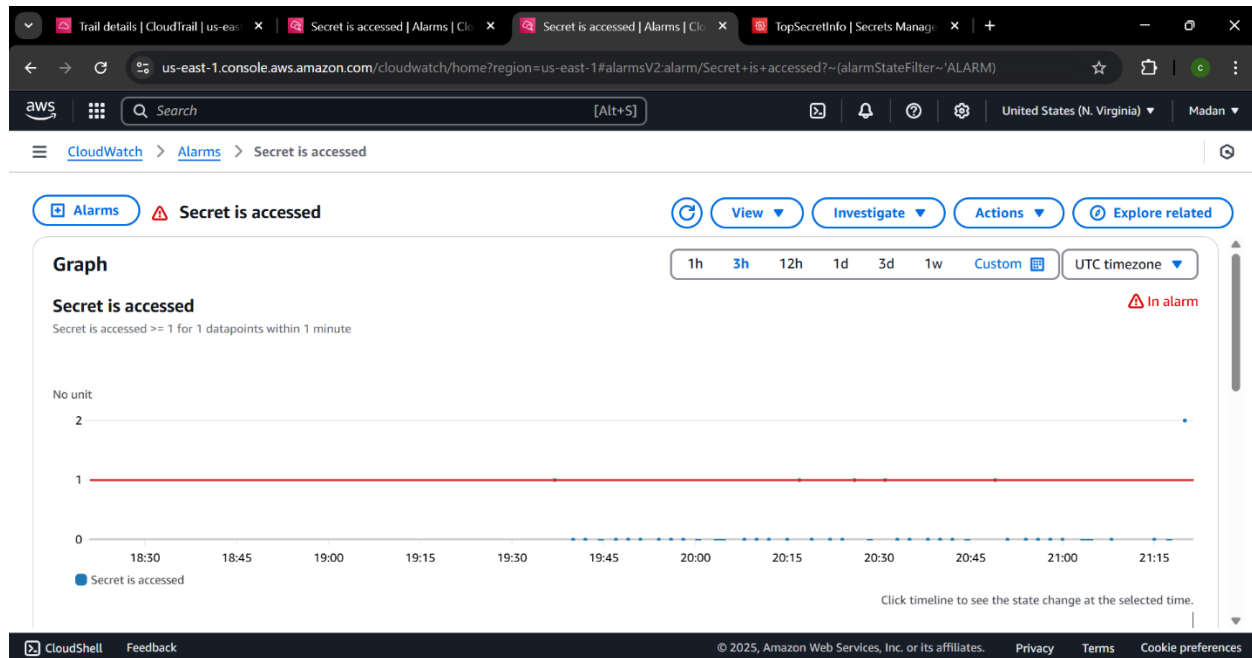 Trail details | CloudTrail | us-eas
Secret is accessed | Alarms | Clo
Secret is accessed | Alarms | Clo
TopSecretInfo | Secrets Manage
us-east-1.console.aws.amazon.com/cloudwatch/home?region=us-east-1#alarmsV2:alarm/Secret+is+accessed?~(alarmStateFilter~'ALARM)
c
aws
Search [Alt+S]
United States (N. Virginia)
Madan
CloudWatch > Alarms > Secret is accessed
Alarms
Secret is accessed
View
Investigate
Actions
Explore related
Graph
1h 3h 12h 1d 3d 1w Custom
UTC timezone
Secret is accessed
In alarm
Secret is accessed >= 1 for 1 datapoints within 1 minute
No unit
2
1
0
18:30 18:45 19:00 19:15 19:30 19:45 20:00 20:15 20:30 20:45 21:00 21:15
Secret is accessed
Click timeline to see the state change at the selected time.
CloudShell Feedback © 2025, Amazon Web Services, Inc. or its affiliates. Privacy Terms Cookie preferences